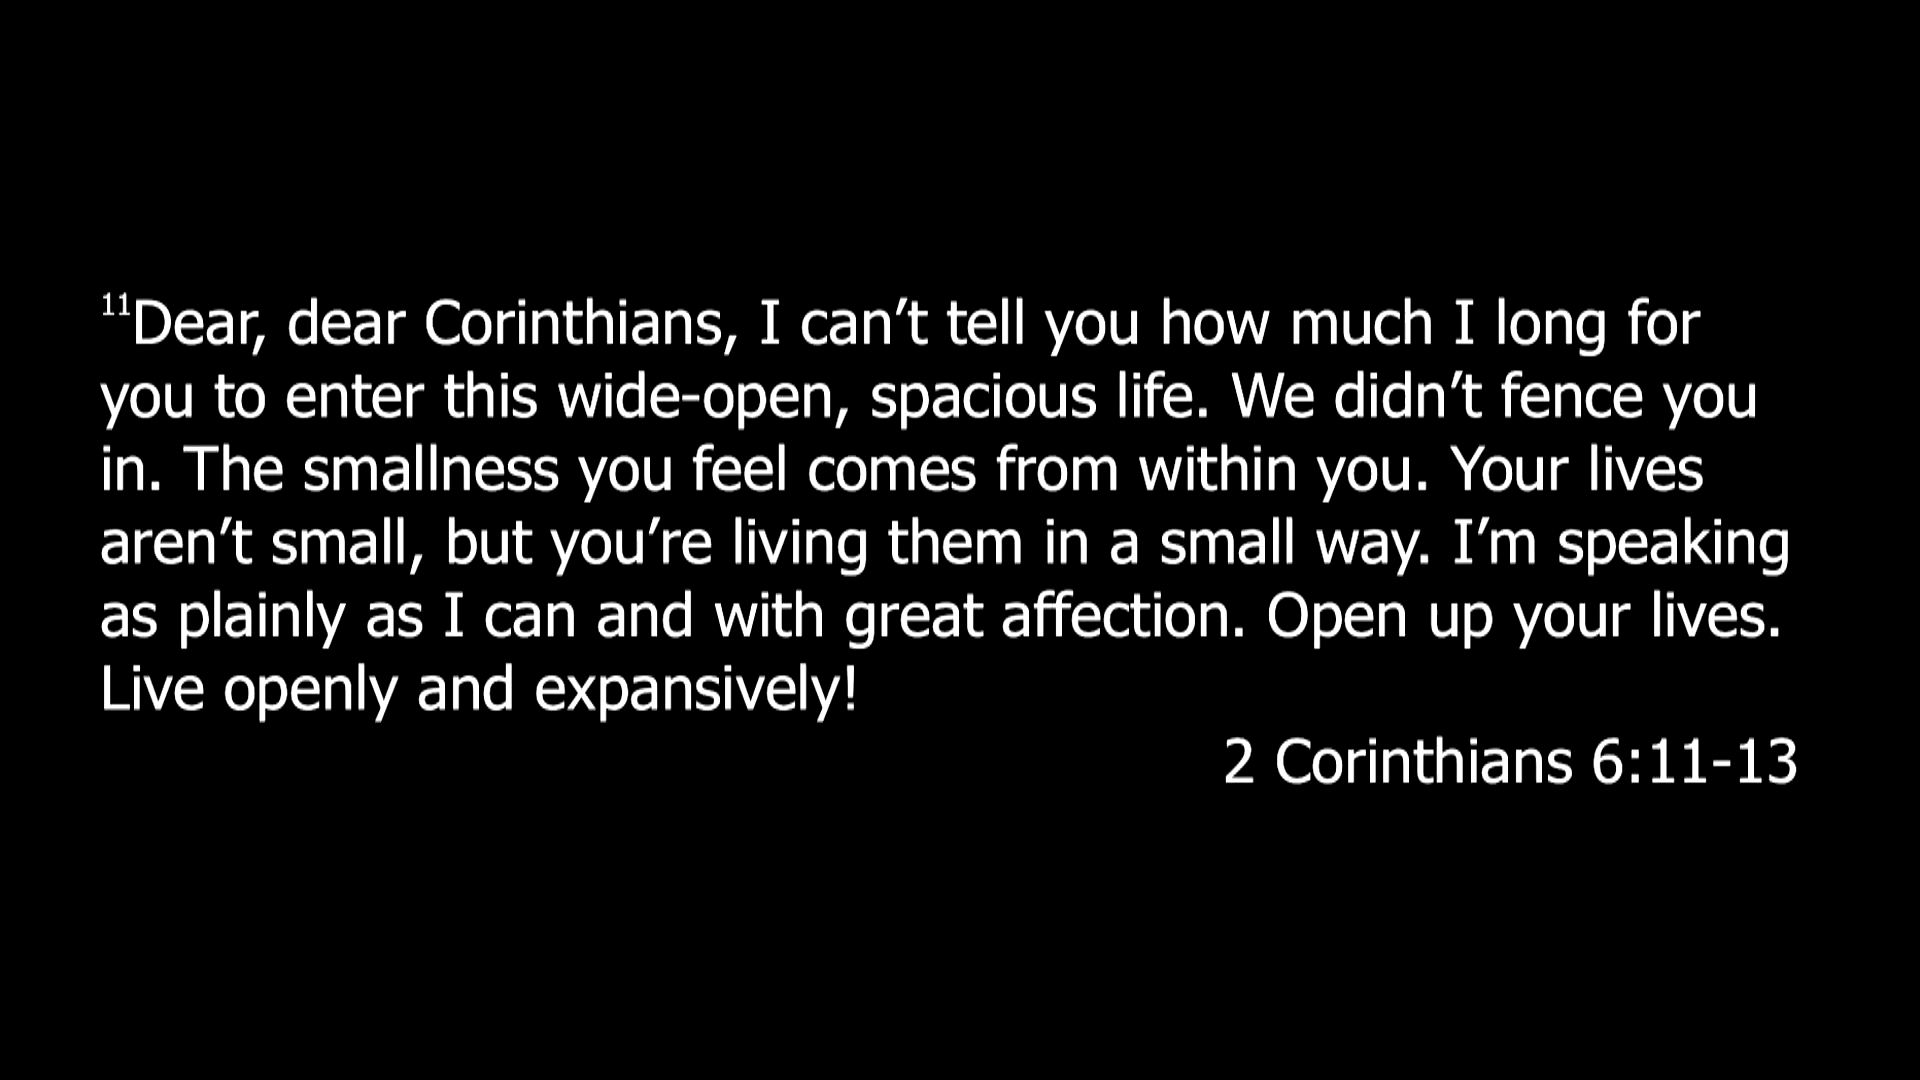 ¹¹Dear, dear Corinthians, I can’t tell you how much I long for
you to enter this wide-open, spacious life. We didn’t fence you
in. The smallness you feel comes from within you. Your lives
aren’t small, but you’re living them in a small way. I’m speaking
as plainly as I can and with great affection. Open up your lives.
Live openly and expansively!
2 Corinthians 6:11-13